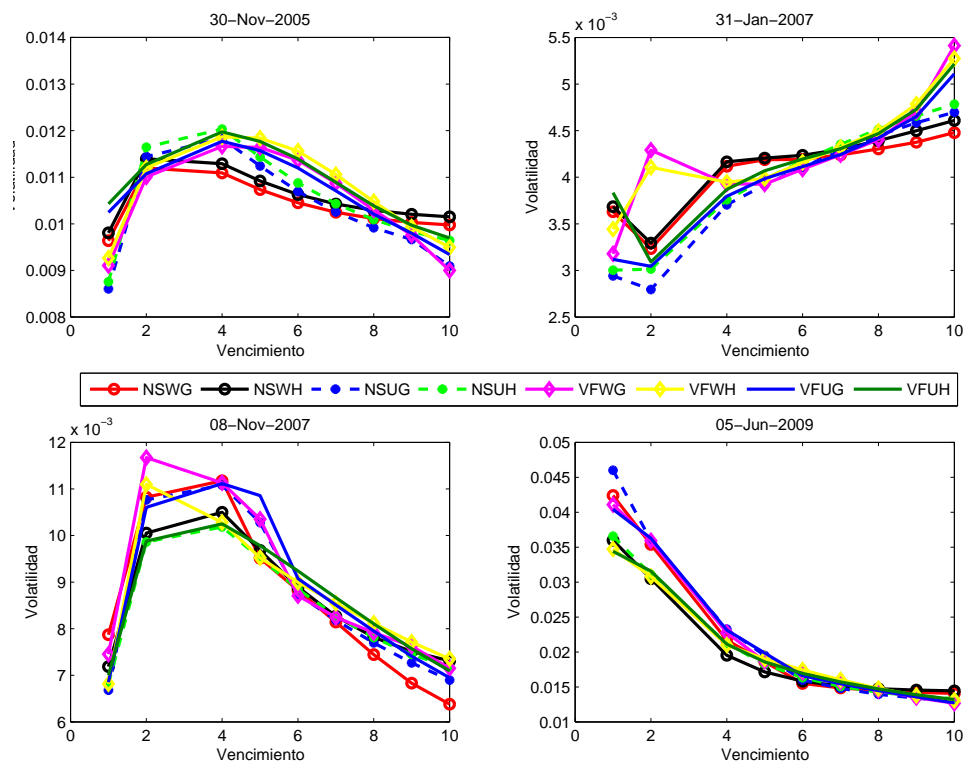 30−Nov−2005
0.014
0.013
0.012
0.011
0.01
0.009
0.008
0 2 4 6 8 10
Vencimiento
31−Jan−2007
x 10⁻³
5.5
5
4.5
4
3.5
3
2.5
Volatilidad
0 2 4 6 8 10
Vencimiento
NSWG NSWH NSUG NSUH VFWG VFWH VFUG VFUH
08−Nov−2007
x 10⁻³
12
11
10
9
8
7
6
Volatilidad
0 2 4 6 8 10
Vencimiento
05−Jun−2009
0.05
0.045
0.04
0.035
0.03
0.025
0.02
0.015
0.01
Volatilidad
0 2 4 6 8 10
Vencimiento